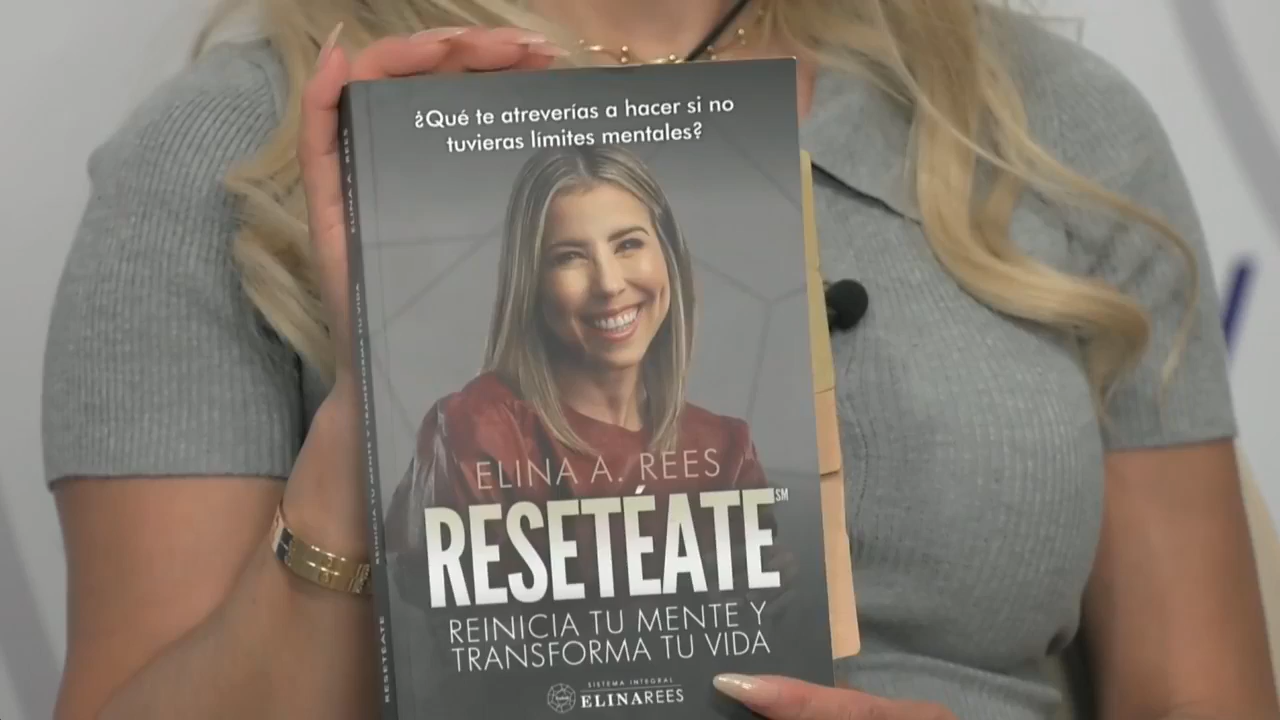 ¿Qué te atreverías a hacer si no
tuvieras límites mentales?
ELINA A. REES
RESETÉATE SM
REINICIA TU MENTE Y
TRANSFORMA TU VIDA
SISTEMA INTEGRAL
ELINAREES
ELINA A. REES
REINICIA TU MENTE Y TRANSFORMA TU VIDA
RESETÉATE